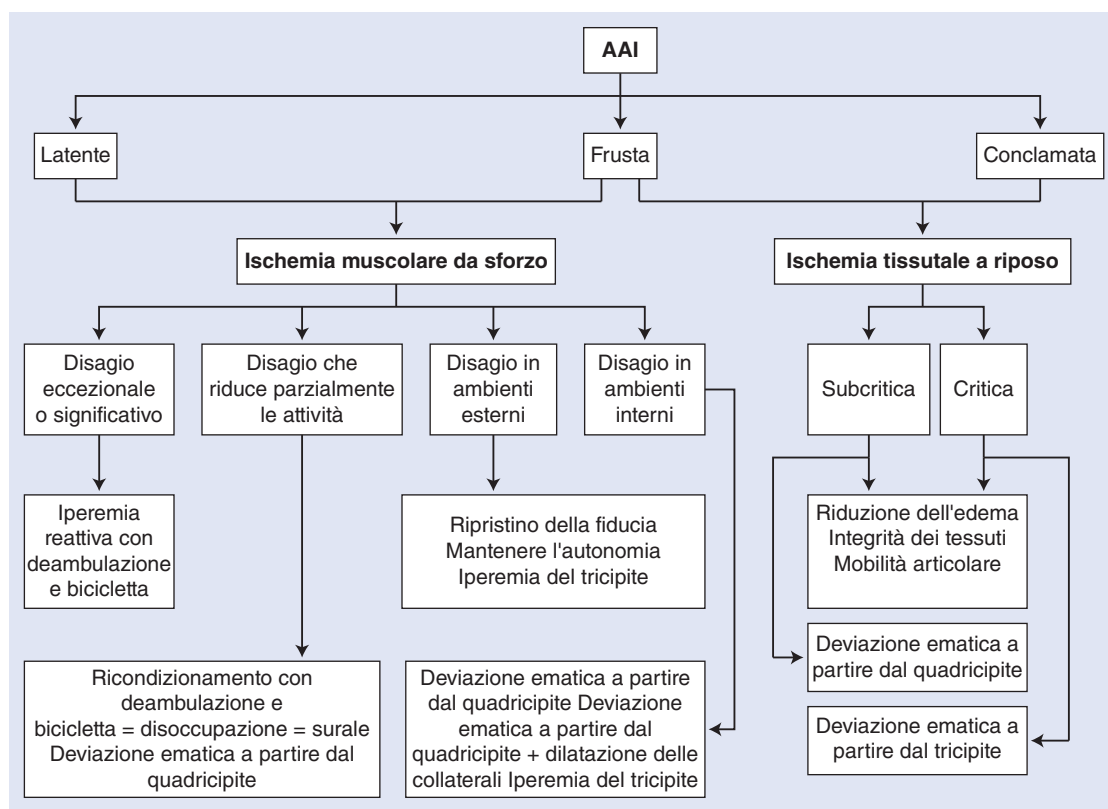 AAI
Latente
Frusta
Conclamata
Ischemia muscolare da sforzo
Ischemia tissutale a riposo
Disagio
eccezionale
o significativo
Disagio che
riduce parzialmente
le attività
Disagio in
ambienti
esterni
Disagio in
ambienti
interni
Subcritica
Critica
Iperemia
reattiva con
deambulazione
e bicicletta
Ripristino della fiducia
Mantenere l'autonomia
Iperemia del tricipite
Riduzione dell'edema
Integrità dei tessuti
Mobilità articolare
Ricondizionamento con
deambulazione e
bicicletta = disoccupazione = surale
Deviazione ematica a partire dal
quadricipite
Deviazione ematica a partire
dal quadricipite Deviazione
ematica a partire dal
quadricipite + dilatazione delle
collaterali Iperemia del tricipite
Deviazione ematica a
partire dal quadricipite
Deviazione ematica a
partire dal tricipite